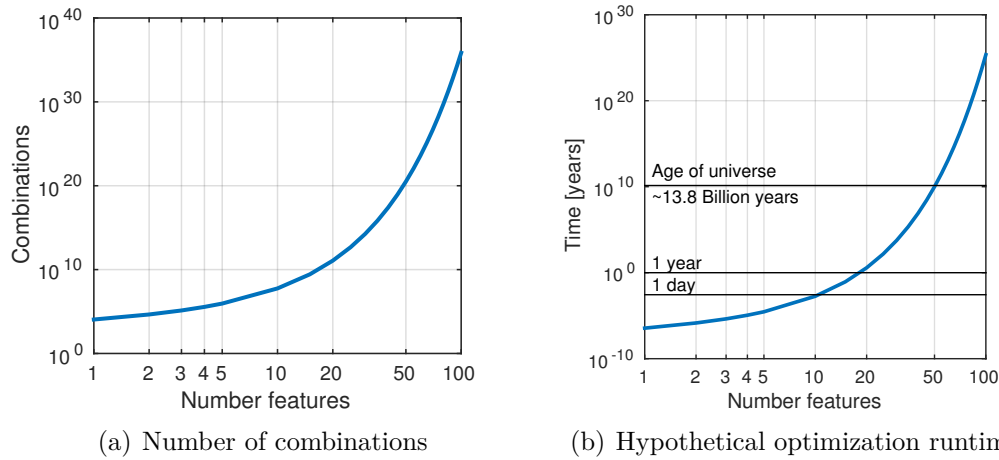 10^40
10^30
10^20
10^10
10^0
Combinations
1 2 3 4 5 10 20 50 100
Number features
(a) Number of combinations
10^30
10^20
10^10
10^0
10^-10
Time [years]
Age of universe
~13.8 Billion years
1 year
1 day
1 2 3 4 5 10 20 50 100
Number features
(b) Hypothetical optimization runtim